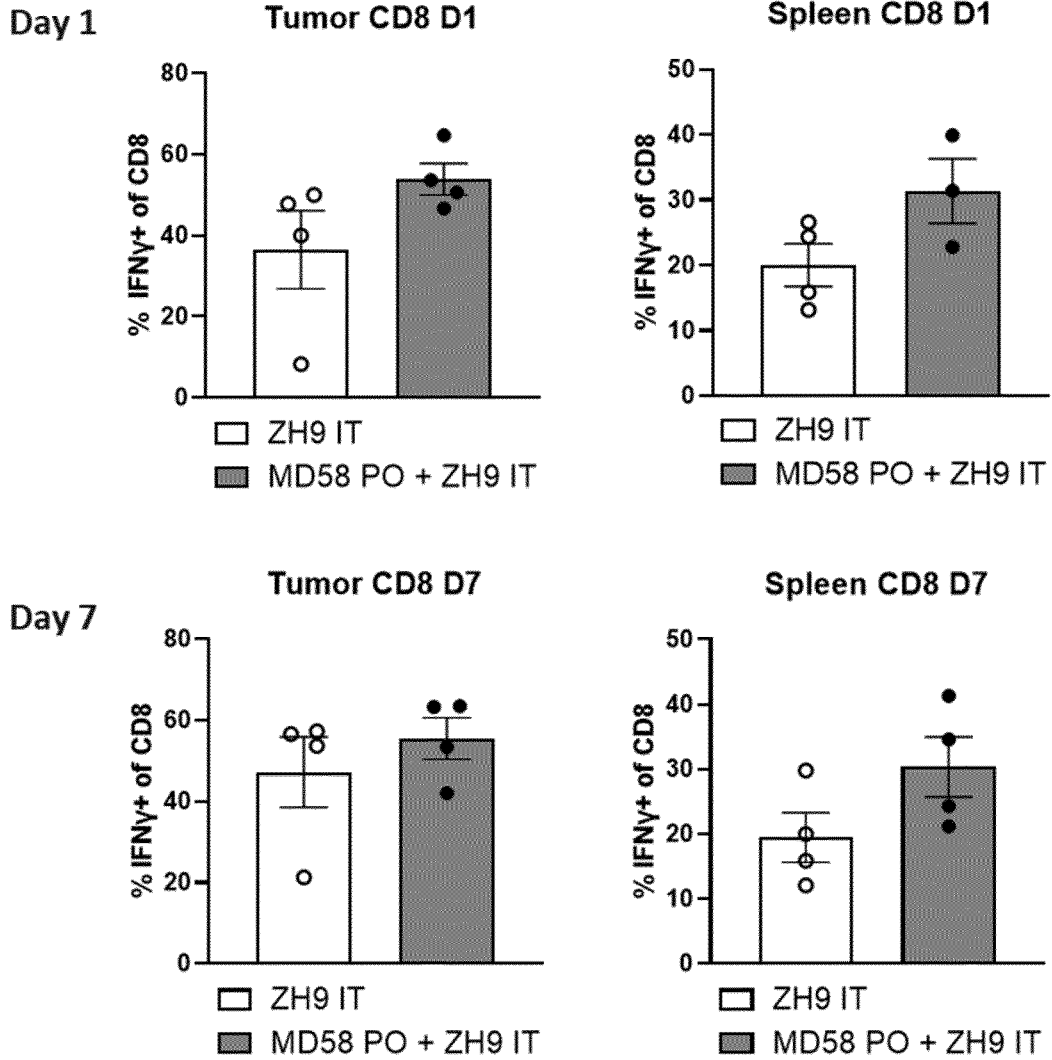 Day 1
Tumor CD8 D1
% IFNγ+ of CD8
80
60
40
20
0
ZH9 IT
MD58 PO + ZH9 IT
Spleen CD8 D1
% IFNγ+ of CD8
50
40
30
20
10
0
ZH9 IT
MD58 PO + ZH9 IT
Day 7
Tumor CD8 D7
% IFNγ+ of CD8
80
60
40
20
0
ZH9 IT
MD58 PO + ZH9 IT
Spleen CD8 D7
% IFNγ+ of CD8
50
40
30
20
10
0
ZH9 IT
MD58 PO + ZH9 IT